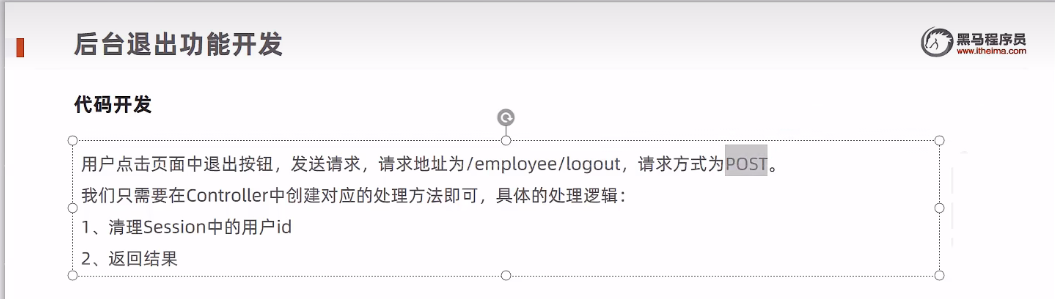 后台退出功能开发
黑马程序员
www.itheima.com
代码开发
用户点击页面中退出按钮，发送请求，请求地址为/employee/logout，请求方式为POST。
我们只需要在Controller中创建对应的处理方法即可，具体的处理逻辑：
1、清理Session中的用户id
2、返回结果